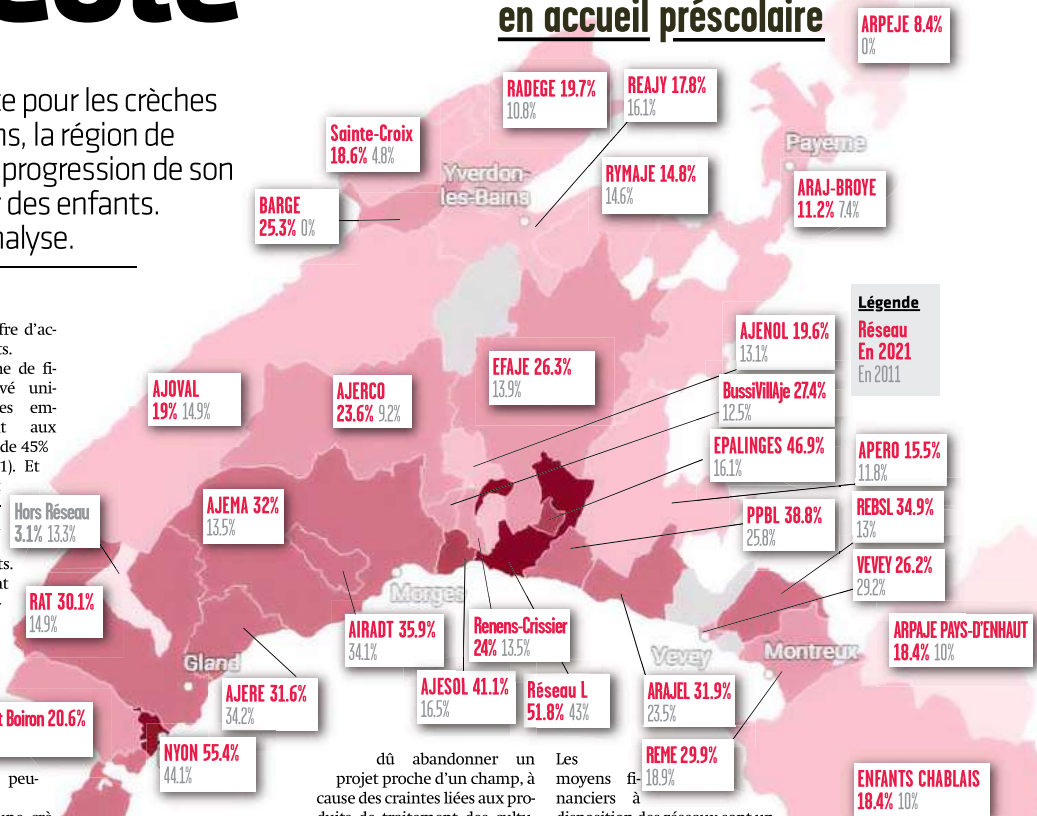 en accueil préscolaire
ARPEJE 8.4%
0%
pour les crèches
la région de
progression de son
des enfants.
RADEGE 19.7%
10.8%
REAJY 17.8%
16.1%
Sainte-Croix
18.6% 4.8%
Payerne
Yverdon-
les-Bains
RYMAJE 14.8%
14.6%
ARAJ-BROYE
11.2% 7.4%
BARGE
25.3% 0%
Légende
Réseau
En 2021
En 2011
AJENOL 19.6%
13.1%
EFAJE 26.3%
13.9%
BussiVillAje 27.4%
12.5%
AJOVAL
19% 14.9%
AJERCO
23.6% 9.2%
EPALINGES 46.9%
16.1%
APERO 15.5%
11.8%
AJEMA 32%
13.5%
Hors Réseau
3.1% 13.3%
REBSL 34.9%
13%
PPBL 38.8%
25.8%
VEVEY 26.2%
29.2%
RAT 30.1%
14.9%
Morges
AIRADT 35.9%
34.1%
Renens-Crissier
24% 13.5%
ARPAJE PAYS-D'ENHAUT
18.4% 10%
Gland
Vevey
Montreux
AJERE 31.6%
34.2%
AJESOL 41.1%
16.5%
Réseau L
51.8% 43%
ARAJEL 31.9%
23.5%
Boiron 20.6%
NYON 55.4%
44.1%
REME 29.9%
18.9%
ENFANTS CHABLAIS
18.4% 10%
de 45%
Et
peu-
dû abandonner un
projet proche d'un champ, à
cause des craintes liées aux pro-
Les
moyens fi-
nanciers à